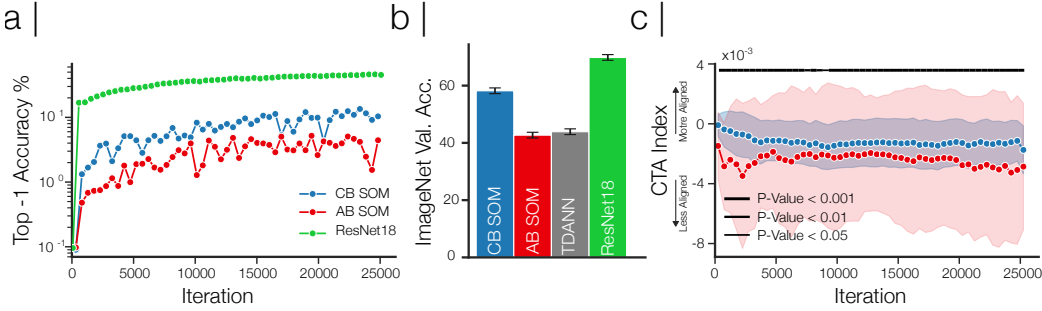 a |
Top -1 Accuracy %
10^1
10^0
10^-1
0 5000 10000 15000 20000 25000
Iteration
CB SOM
AB SOM
ResNet18
b |
ImageNet Val. Acc.
60
40
20
0
CB SOM
AB SOM
TDANN
ResNet18
c |
x10^-3
CTA Index
4
0
-4
-8
Motre Aligned
Less Aligned
P-Value < 0.001
P-Value < 0.01
P-Value < 0.05
0 5000 10000 15000 20000 25000
Iteration